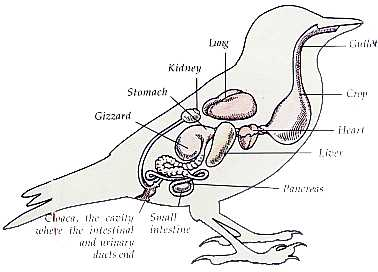 Lung
Gullet
Kidney
Stomach
Crop
Gizzard
Heart
Liver
Pancreas
Cloaca, the cavity
where the intestinal
and urinary
ducts end
Small
intestine